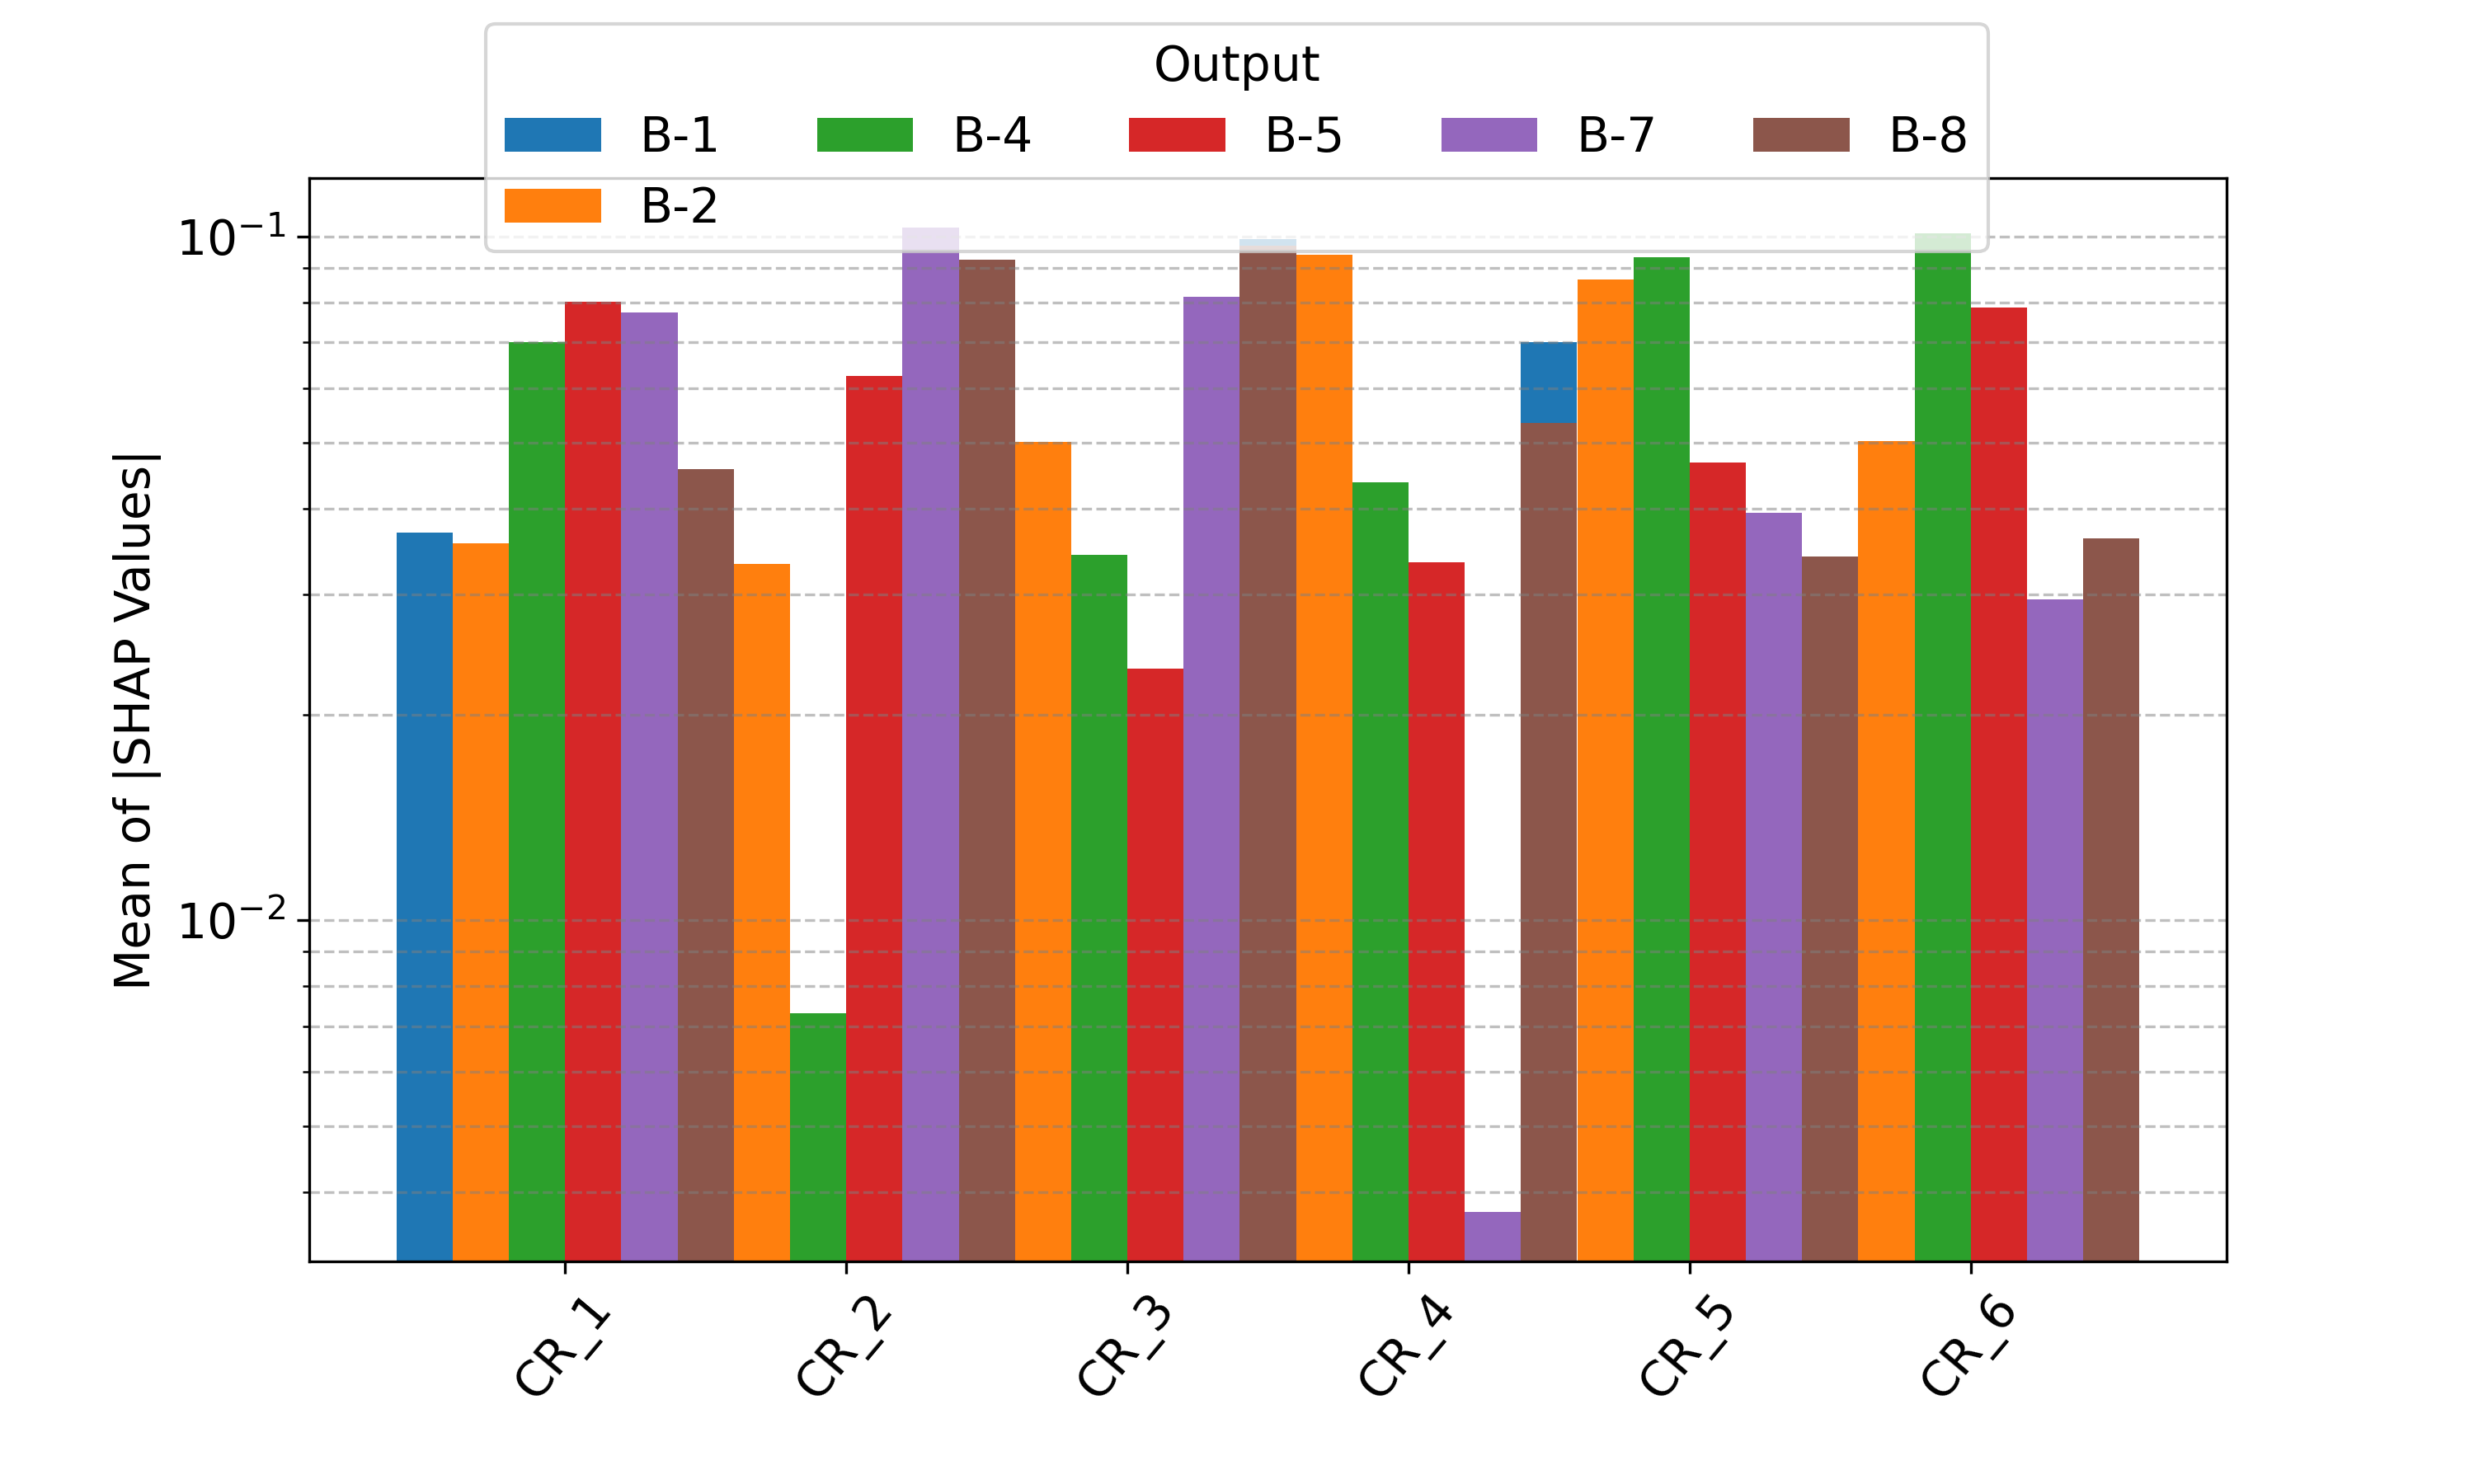 Output
B-1 B-4 B-5 B-7 B-8
B-2
10⁻¹
10⁻²
Mean of |SHAP Values|
CR_1 CR_2 CR_3 CR_4 CR_5 CR_6